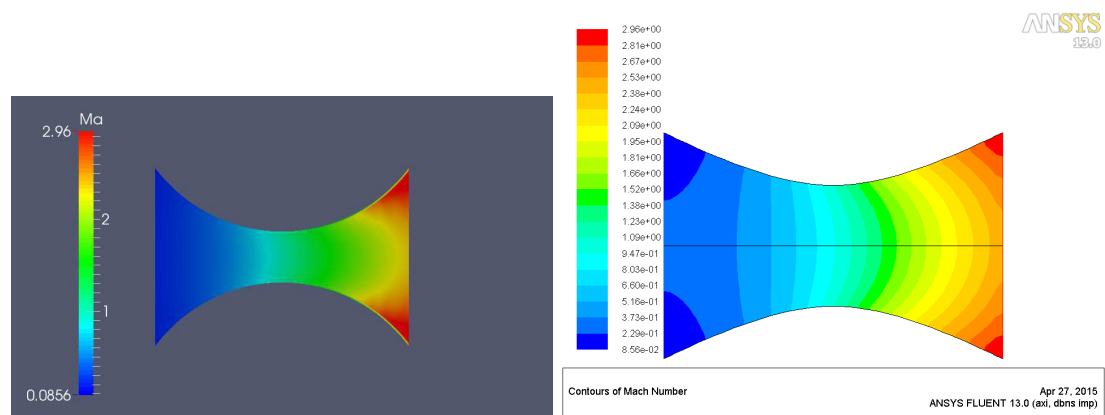 Ma
2.96
2
1
0.0856
ANSYS
13.0
2.96e+00
2.81e+00
2.67e+00
2.53e+00
2.38e+00
2.24e+00
2.09e+00
1.95e+00
1.81e+00
1.66e+00
1.52e+00
1.38e+00
1.23e+00
1.09e+00
9.47e-01
8.03e-01
6.60e-01
5.16e-01
3.73e-01
2.29e-01
8.56e-02
Contours of Mach Number
Apr 27, 2015
ANSYS FLUENT 13.0 (axi, dbns imp)